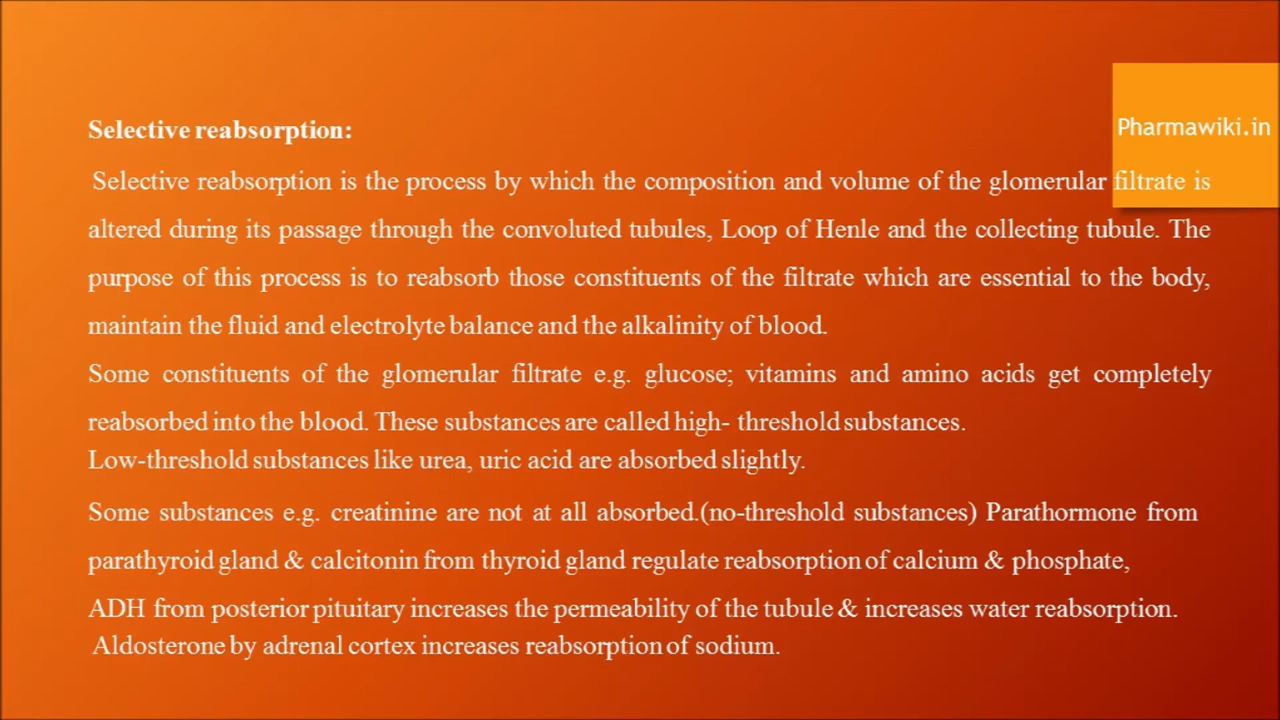 Pharmawiki.in
Selective reabsorption:
Selective reabsorption is the process by which the composition and volume of the glomerular filtrate is
altered during its passage through the convoluted tubules, Loop of Henle and the collecting tubule. The
purpose of this process is to reabsorb those constituents of the filtrate which are essential to the body,
maintain the fluid and electrolyte balance and the alkalinity of blood.
Some constituents of the glomerular filtrate e.g. glucose; vitamins and amino acids get completely
reabsorbed into the blood. These substances are called high- threshold substances.
Low-threshold substances like urea, uric acid are absorbed slightly.
Some substances e.g. creatinine are not at all absorbed.(no-threshold substances) Parathormone from
parathyroid gland & calcitonin from thyroid gland regulate reabsorption of calcium & phosphate,
ADH from posterior pituitary increases the permeability of the tubule & increases water reabsorption.
Aldosterone by adrenal cortex increases reabsorption of sodium.